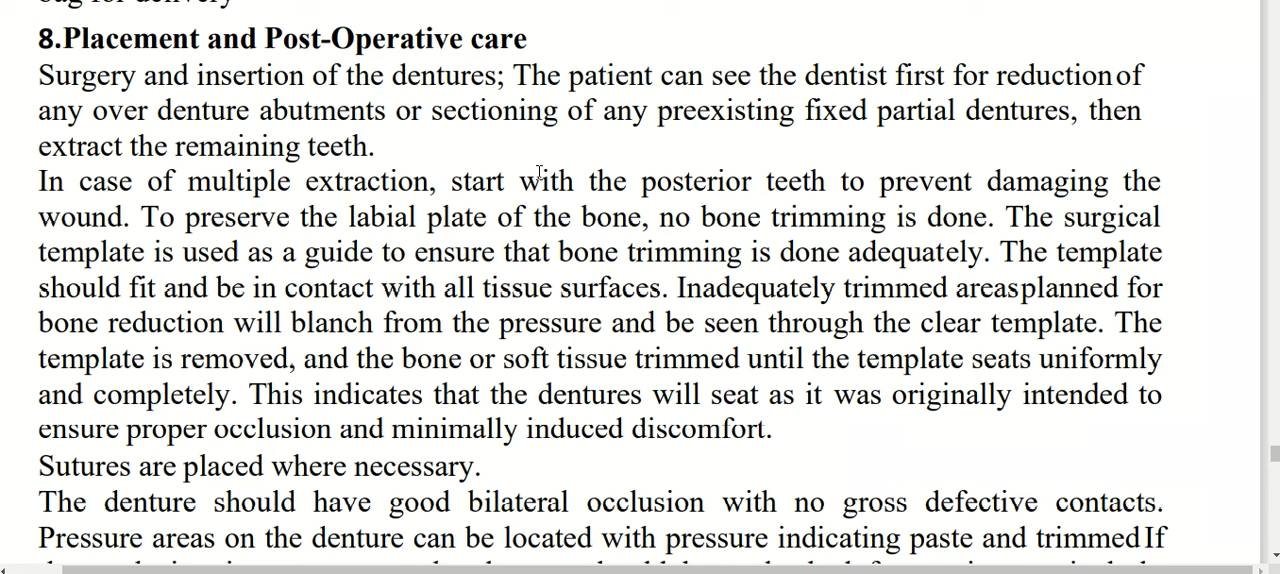 bag for delivery
8.Placement and Post-Operative care
Surgery and insertion of the dentures; The patient can see the dentist first for reduction of
any over denture abutments or sectioning of any preexisting fixed partial dentures, then
extract the remaining teeth.
In case of multiple extraction, start with the posterior teeth to prevent damaging the
wound. To preserve the labial plate of the bone, no bone trimming is done. The surgical
template is used as a guide to ensure that bone trimming is done adequately. The template
should fit and be in contact with all tissue surfaces. Inadequately trimmed areasplanned for
bone reduction will blanch from the pressure and be seen through the clear template. The
template is removed, and the bone or soft tissue trimmed until the template seats uniformly
and completely. This indicates that the dentures will seat as it was originally intended to
ensure proper occlusion and minimally induced discomfort.
Sutures are placed where necessary.
The denture should have good bilateral occlusion with no gross defective contacts.
Pressure areas on the denture can be located with pressure indicating paste and trimmedIf